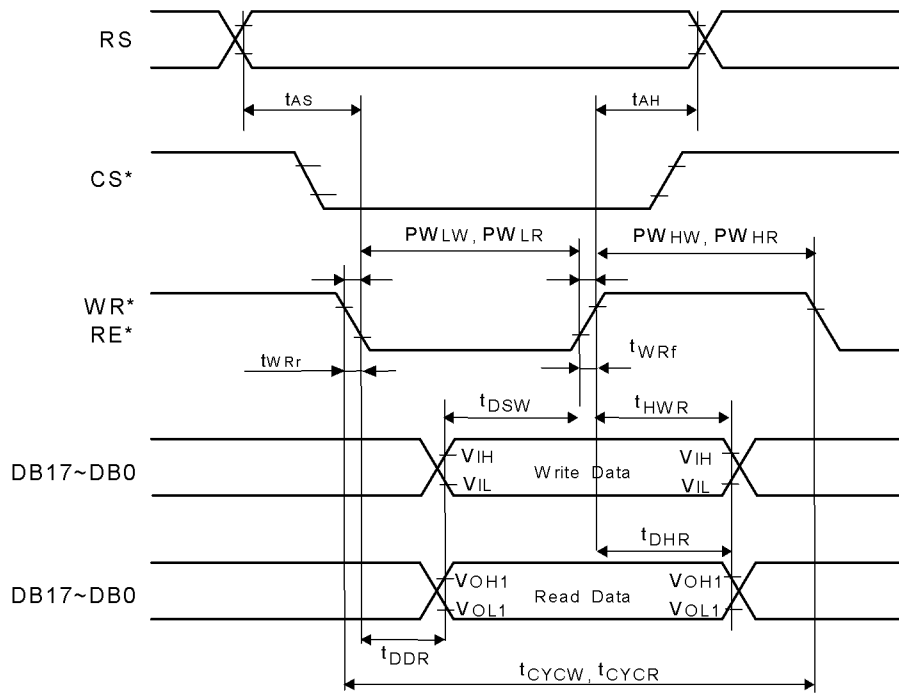 RS
tAS
tAH
CS*
PWLW, PWLR
PWHW, PWHR
WR*
RE*
tWRr
tWRf
tDSW
tHWR
DB17~DB0
VIH
VIL
Write Data
VIH
VIL
tDHR
DB17~DB0
VOH1
VOL1
Read Data
VOH1
VOL1
tDDR
tCYCW, tCYCR